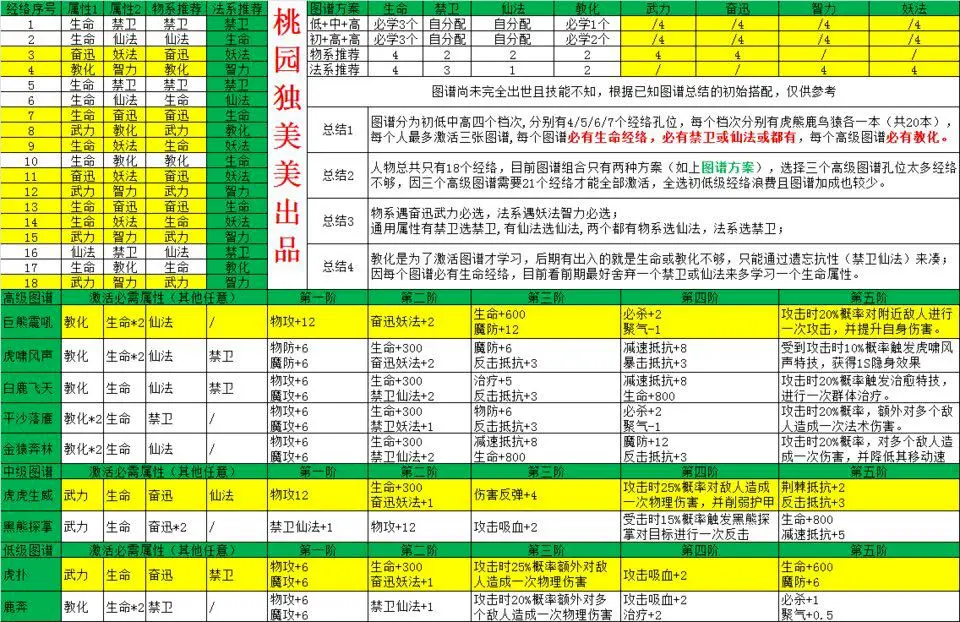 经络序号 属性1 属性2 物系推荐 法系推荐
1 生命 禁卫 禁卫 禁卫
2 生命 仙法 仙法 生命
3 奋迅 妖法 奋迅 妖法
4 教化 智力 教化 智力
5 生命 禁卫 禁卫 禁卫
6 生命 仙法 生命 仙法
7 生命 奋迅 奋迅 生命
8 武力 教化 武力 教化
9 生命 妖法 生命 妖法
10 生命 教化 教化 生命
11 奋迅 妖法 奋迅 妖法
12 武力 智力 武力 智力
13 生命 奋迅 奋迅 生命
14 生命 妖法 生命 妖法
15 武力 智力 武力 智力
16 仙法 禁卫 仙法 禁卫
17 生命 教化 生命 教化
18 武力 智力 武力 智力
桃园独美美出品
图谱方案 生命 禁卫 仙法 教化 武力 奋迅 智力 妖法
低+中+高 必学3个 自分配 自分配 必学1个 /4 /4 /4 /4
初+高+高 必学3个 自分配 自分配 必学2个 /4 /4 /4 /4
物系推荐 4 2 2 2 4 4 / /
法系推荐 4 3 1 2 / / 4 4
图谱尚未完全出世且技能不知，根据已知图谱总结的初始搭配，仅供参考
总结1
图谱分为初低中高四个档次，分别有4/5/6/7个经络孔位，每个档次分别有虎熊鹿鸟猿各一本（共20本），
每个人最多激活三张图谱，每个图谱必有生命经络，必有禁卫或仙法或都有，每个高级图谱必有教化。
总结2
人物总共只有18个经络，目前图谱组合只有两种方案（如上图谱方案），选择三个高级图谱孔位太多经络
不够，因三个高级图谱需要21个经络才能全部激活，全选初低级经络浪费且图谱加成也较少。
总结3
物系遇奋迅武力必选，法系遇妖法智力必选；
通用属性有禁卫选禁卫，有仙法选仙法，两个都有物系选仙法，法系选禁卫；
总结4
教化是为了激活图谱才学习，后期有出入的就是生命或教化不够，只能通过遗忘抗性（禁卫仙法）来凑；
因每个图谱必有生命经络，目前看前期最好舍弃一个禁卫或仙法来多学习一个生命属性。
高级图谱 激活必需属性（其他任意） 第一阶 第二阶 第三阶 第四阶 第五阶
巨熊震吼 教化 生命*2 仙法 / 物攻+12 奋迅妖法+2 生命+600 魔防+12 必杀+2 聚气-1 攻击时20%概率对附近敌人进行一次攻击，并提升自身伤害。
虎啸风声 教化 生命*2 仙法 禁卫 物防+6 魔防+6 生命+300 奋迅妖法+2 魔防+6 反击抵抗+3 减速抵抗+8 暴击抵抗+3 受到攻击时10%概率触发虎啸风声特技，获得1S隐身效果
白鹿飞天 教化 生命 仙法 禁卫 物攻+6 魔攻+6 生命+300 禁卫仙法+2 治疗+5 反击抵抗+3 减速抵抗+8 生命+800 攻击时20%概率触发治愈特技，进行一次群体治疗。
平沙落雁 教化*2 生命 禁卫 / 物攻+6 魔攻+6 生命+300 禁卫仙法+1 物防+6 反击抵抗+3 必杀+2 魔攻+6 攻击时20%概率，额外对多个敌人造成一次法术伤害。
金猿奔林 教化*2 生命 仙法 / 物攻+6 魔攻+6 生命+300 禁卫仙法+2 减速抵抗+8 生命+800 魔防+12 反击抵抗+3 攻击时20%概率，对多个敌人造成一次伤害，并降低其移动速
中级图谱 激活必需属性（其他任意） 第一阶 第二阶 第三阶 第四阶 第五阶
虎虎生威 武力 生命 奋迅 仙法 物攻12 生命+300 奋迅妖法+1 伤害反弹+4 攻击时25%概率对敌人造成一次物理伤害，并削弱护甲 荆棘抵抗+2 反击抵抗+3
黑熊探掌 武力 生命 奋迅*2 / 禁卫仙法+1 物攻+12 攻击吸血+2 受击时15%概率触发黑熊探掌对目标进行一次反击 生命+800 减速抵抗+5
低级图谱 激活必需属性（其他任意） 第一阶 第二阶 第三阶 第四阶 第五阶
虎扑 武力 生命 奋迅 禁卫 物攻+6 魔攻+6 生命+300 奋迅妖法+1 攻击时25%概率额外对敌人造成一次物理伤害 攻击吸血+2 生命+600 魔防+6
鹿奔 教化 生命*2 禁卫 / 物攻+6 魔攻+6 禁卫仙法+1 攻击时20%概率额外对多个敌人造成一次物理伤害 攻击吸血+2 治疗+2 必杀+1 聚气+0.5